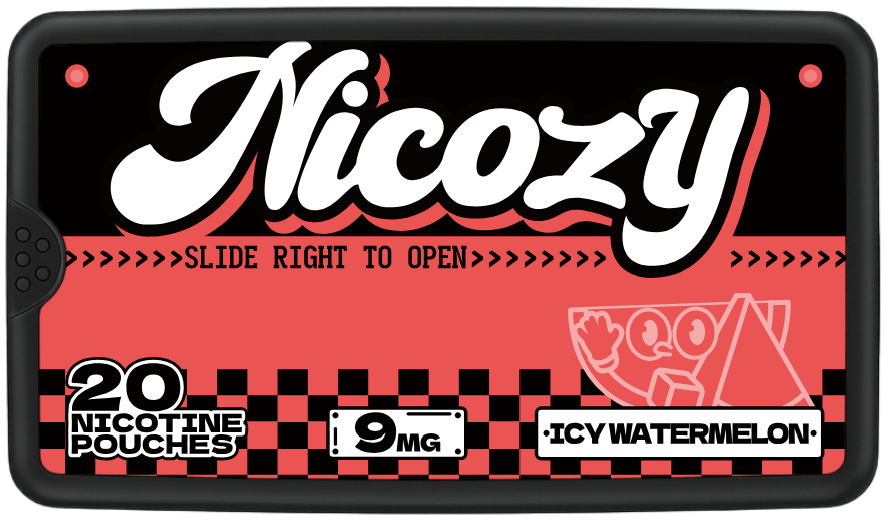 Nicozy
>>>>>>>>SLIDE RIGHT TO OPEN>>>>>>>>> >>>>>>>>
20
NICOTINE
POUCHES
9MG
·ICY WATERMELON·